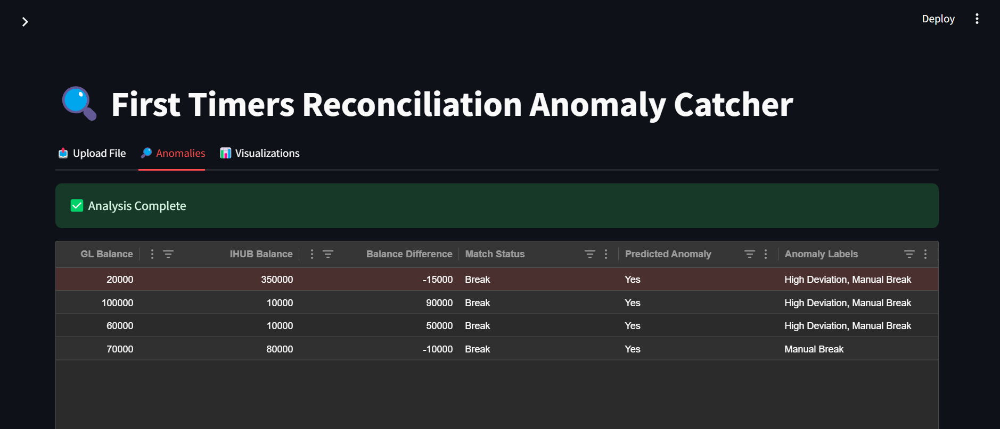 Deploy
First Timers Reconciliation Anomaly Catcher
Upload File Anomalies Visualizations
Analysis Complete
GL Balance IHUB Balance Balance Difference Match Status Predicted Anomaly Anomaly Labels
20000 350000 -15000 Break Yes High Deviation, Manual Break
100000 10000 90000 Break Yes High Deviation, Manual Break
60000 10000 50000 Break Yes High Deviation, Manual Break
70000 80000 -10000 Break Yes Manual Break